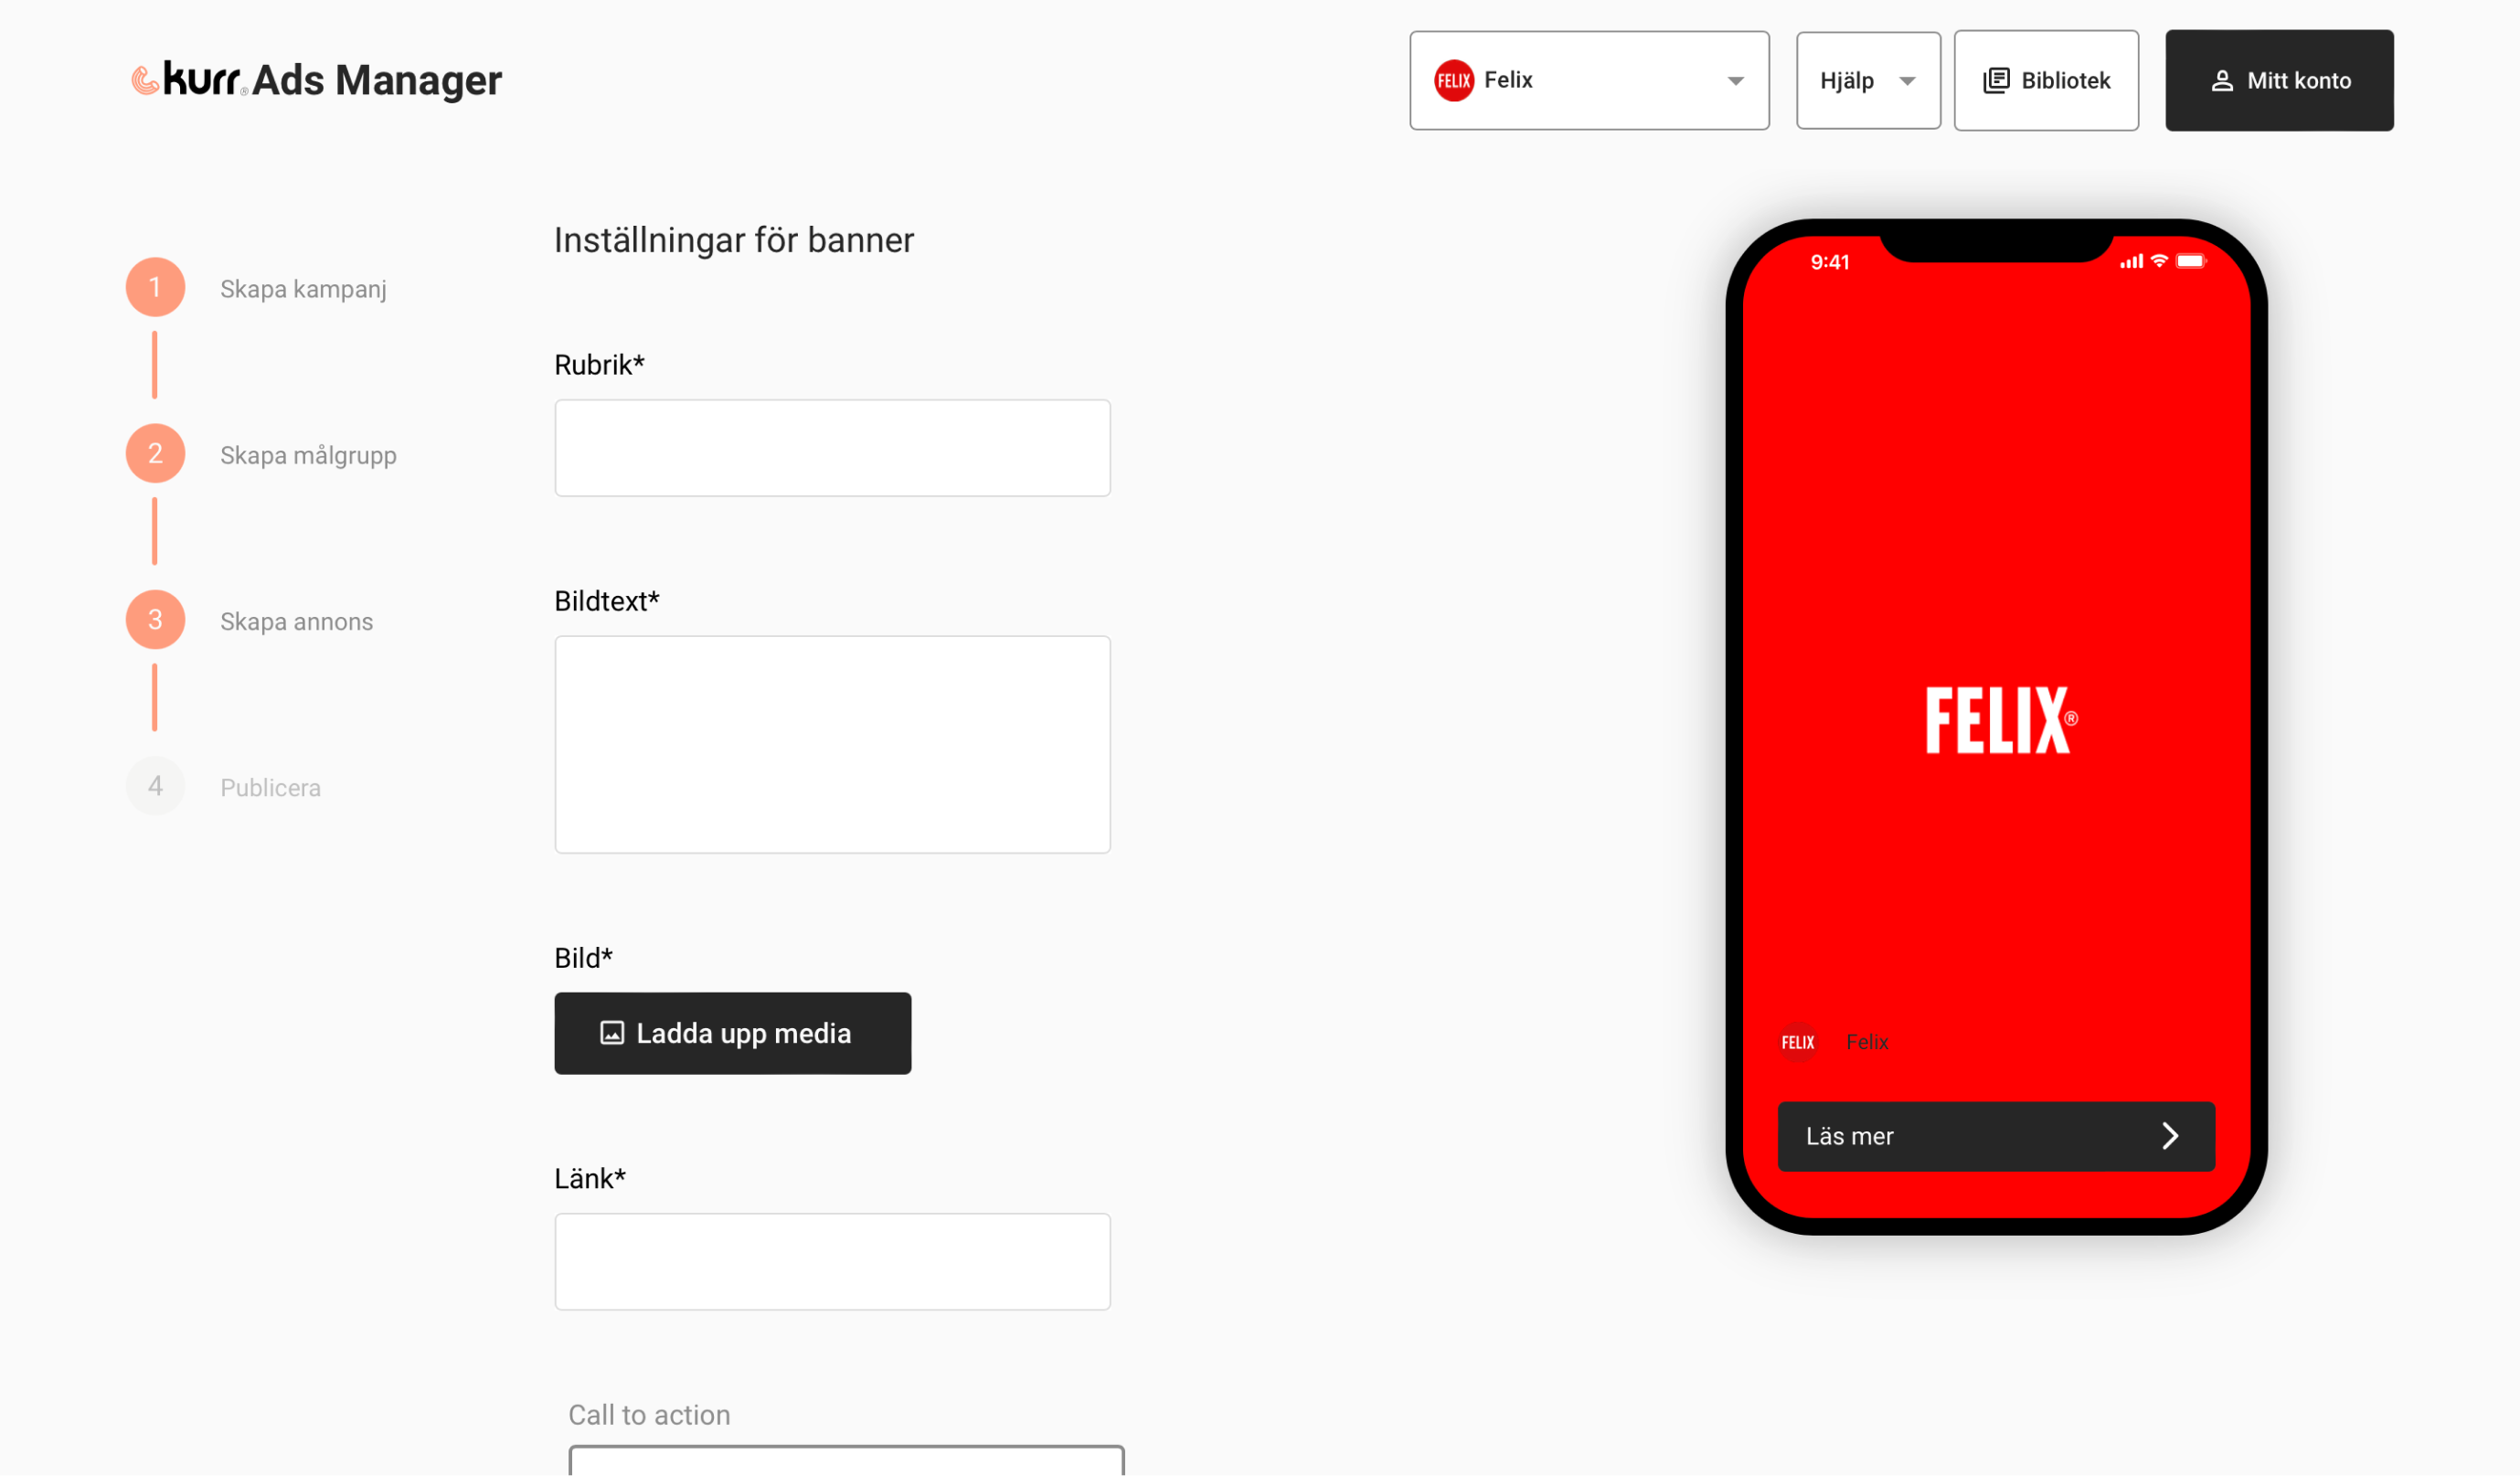 kurr® Ads Manager
FELIX Felix
Hjälp
Bibliotek
Mitt konto
1 Skapa kampanj
2 Skapa målgrupp
3 Skapa annons
4 Publicera
Inställningar för banner
Rubrik*
Bildtext*
Bild*
Ladda upp media
Länk*
Call to action
9:41
FELIX®
FELIX Felix
Läs mer